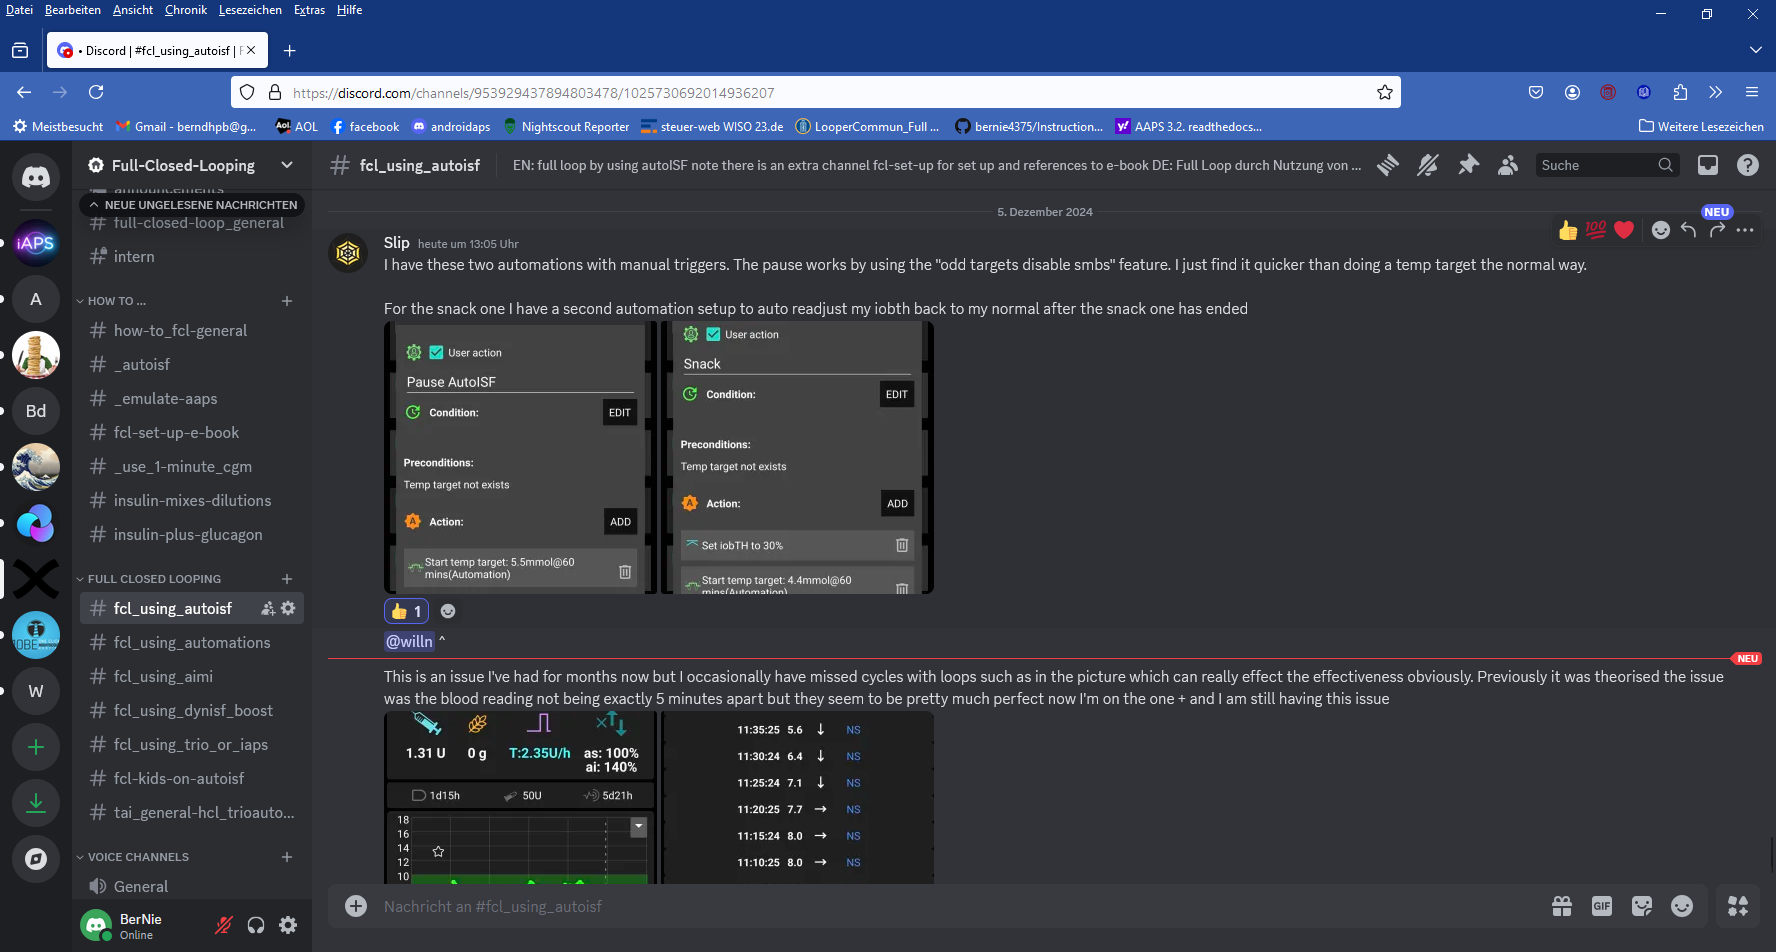 Datei Bearbeiten Ansicht Chronik Lesezeichen Extras Hilfe
• Discord | #fcl_using_autoisf | F
https://discord.com/channels/953929437894803478/1025730692014936207
Meistbesucht Gmail - berndhpb@g... AOL facebook androidaps Nightscout Reporter steuer-web WISO 23.de LooperCommun_Full ... bernie4375/Instruction... AAPS 3.2. readthedocs... Weitere Lesezeichen
Full-Closed-Looping
# fcl_using_autoisf
EN: full loop by using autoISF note there is an extra channel fcl-set-up for set up and references to e-book DE: Full Loop durch Nutzung von ...
Suche
announcements
NEUE UNGELESENE NACHRICHTEN
# full-closed-loop_general
# intern
HOW TO ...
# how-to_fcl-general
# _autoisf
# _emulate-aaps
# fcl-set-up-e-book
# _use_1-minute_cgm
# insulin-mixes-dilutions
# insulin-plus-glucagon
FULL CLOSED LOOPING
# fcl_using_autoisf
# fcl_using_automations
# fcl_using_aimi
# fcl_using_dynisf_boost
# fcl_using_trio_or_iaps
# fcl-kids-on-autoisf
# tai_general-hcl_trioauto...
VOICE CHANNELS
General
BerNie
Online
iAPS
A
Bd
W
5. Dezember 2024
NEU
Slip heute um 13:05 Uhr
I have these two automations with manual triggers. The pause works by using the "odd targets disable smbs" feature. I just find it quicker than doing a temp target the normal way.
For the snack one I have a second automation setup to auto readjust my iobth back to my normal after the snack one has ended
User action
Pause AutoISF
Condition:
EDIT
Preconditions:
Temp target not exists
Action:
ADD
Start temp target: 5.5mmol@60
mins(Automation)
User action
Snack
Condition:
EDIT
Preconditions:
Temp target not exists
Action:
ADD
Set iobTH to 30%
Start temp target: 4.4mmol@60
mins(Automation)
1
@willn ^
NEU
This is an issue I've had for months now but I occasionally have missed cycles with loops such as in the picture which can really effect the effectiveness obviously. Previously it was theorised the issue
was the blood reading not being exactly 5 minutes apart but they seem to be pretty much perfect now I'm on the one + and I am still having this issue
1.31 U 0 g T:2.35U/h as: 100%
ai: 140%
1d15h 50U 5d21h
18
16
14
12
10
11:35:25 5.6 ↓ NS
11:30:24 6.4 ↓ NS
11:25:24 7.1 ↓ NS
11:20:25 7.7 → NS
11:15:24 8.0 → NS
11:10:25 8.0 → NS
Nachricht an #fcl_using_autoisf
GIF